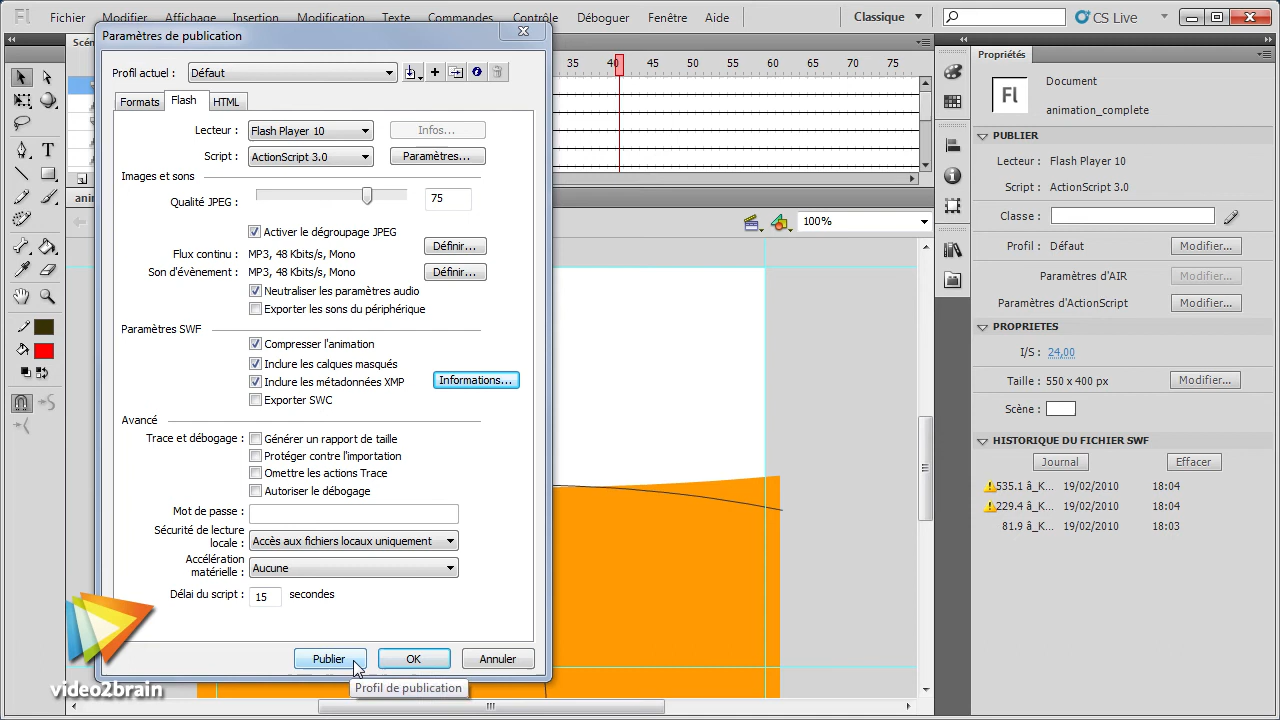 Fl Fichier Modifier Affichage Insertion Modification Texte Commandes Contrôle Déboguer Fenêtre Aide Classique CS Live
Paramètres de publication
Profil actuel : Défaut
Formats Flash HTML
Lecteur : Flash Player 10 Infos...
Script : ActionScript 3.0 Paramètres...
Images et sons
Qualité JPEG : 75
Activer le dégroupage JPEG
Flux continu : MP3, 48 Kbits/s, Mono Définir...
Son d'évènement : MP3, 48 Kbits/s, Mono Définir...
Neutraliser les paramètres audio
Exporter les sons du périphérique
Paramètres SWF
Compresser l'animation
Inclure les calques masqués
Inclure les métadonnées XMP Informations...
Exporter SWC
Avancé
Trace et débogage : Générer un rapport de taille
Protéger contre l'importation
Omettre les actions Trace
Autoriser le débogage
Mot de passe :
Sécurité de lecture
locale : Accès aux fichiers locaux uniquement
Accélération
matérielle : Aucune
Délai du script : 15 secondes
Publier OK Annuler
Profil de publication
video2brain
Scén
35 40 45 50 55 60 65 70 75
ani
100%
Propriétés
Fl Document
animation_complete
PUBLIER
Lecteur : Flash Player 10
Script : ActionScript 3.0
Classe :
Profil : Défaut Modifier...
Paramètres d'AIR Modifier...
Paramètres d'ActionScript Modifier...
PROPRIETES
I/S : 24,00
Taille : 550 x 400 px Modifier...
Scène :
HISTORIQUE DU FICHIER SWF
Journal Effacer
535.1 â_K... 19/02/2010 18:04
229.4 â_K... 19/02/2010 18:04
81.9 â_K... 19/02/2010 18:03